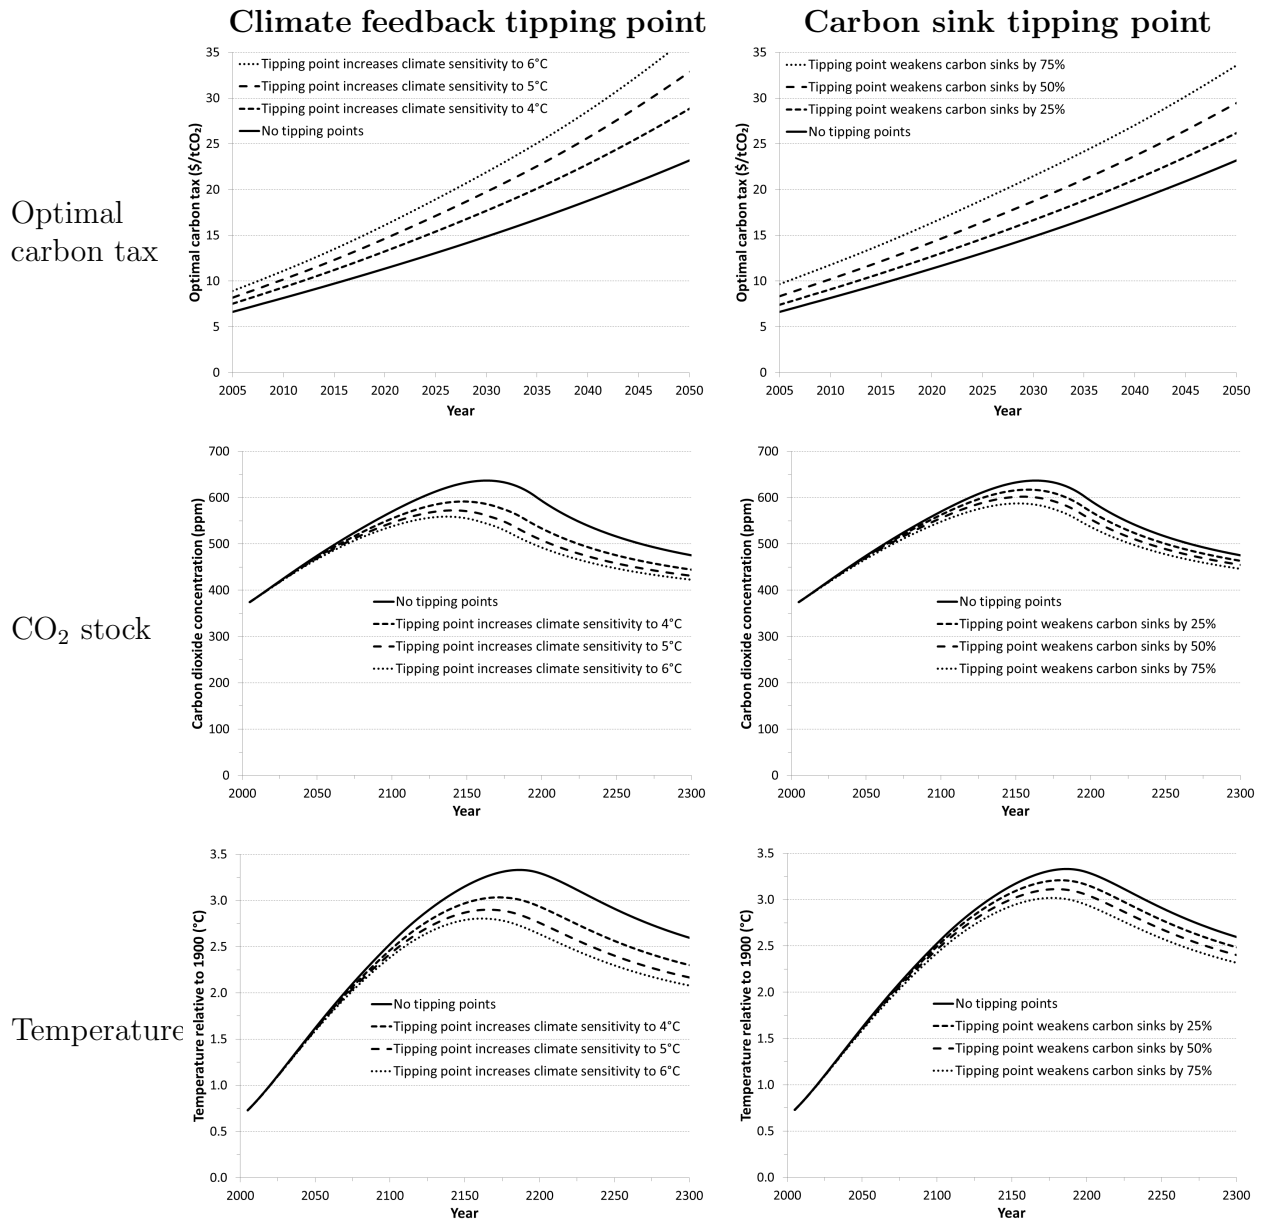 Climate feedback tipping point
Carbon sink tipping point
Optimal
carbon tax
Optimal carbon tax ($/tCO₂)
35
30
25
20
15
10
5
0
Tipping point increases climate sensitivity to 6°C
Tipping point increases climate sensitivity to 5°C
Tipping point increases climate sensitivity to 4°C
No tipping points
2005 2010 2015 2020 2025 2030 2035 2040 2045 2050
Year
Optimal carbon tax ($/tCO₂)
35
30
25
20
15
10
5
0
Tipping point weakens carbon sinks by 75%
Tipping point weakens carbon sinks by 50%
Tipping point weakens carbon sinks by 25%
No tipping points
2005 2010 2015 2020 2025 2030 2035 2040 2045 2050
Year
CO₂ stock
Carbon dioxide concentration (ppm)
700
600
500
400
300
200
100
0
No tipping points
Tipping point increases climate sensitivity to 4°C
Tipping point increases climate sensitivity to 5°C
Tipping point increases climate sensitivity to 6°C
2000 2050 2100 2150 2200 2250 2300
Year
Carbon dioxide concentration (ppm)
700
600
500
400
300
200
100
0
No tipping points
Tipping point weakens carbon sinks by 25%
Tipping point weakens carbon sinks by 50%
Tipping point weakens carbon sinks by 75%
2000 2050 2100 2150 2200 2250 2300
Year
Temperature
Temperature relative to 1900 (°C)
3.5
3.0
2.5
2.0
1.5
1.0
0.5
0.0
No tipping points
Tipping point increases climate sensitivity to 4°C
Tipping point increases climate sensitivity to 5°C
Tipping point increases climate sensitivity to 6°C
2000 2050 2100 2150 2200 2250 2300
Year
Temperature relative to 1900 (°C)
3.5
3.0
2.5
2.0
1.5
1.0
0.5
0.0
No tipping points
Tipping point weakens carbon sinks by 25%
Tipping point weakens carbon sinks by 50%
Tipping point weakens carbon sinks by 75%
2000 2050 2100 2150 2200 2250 2300
Year